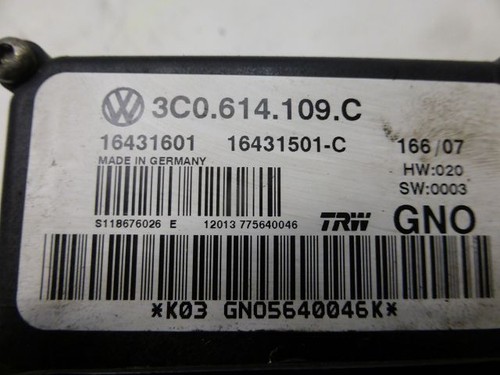 3C0.614.109.C
16431601 16431501-C 166/07
MADE IN GERMANY HW:020
SW:0003
S118676026 E 12013 775640046 TRW GNO
*K03 GNO5640046K*